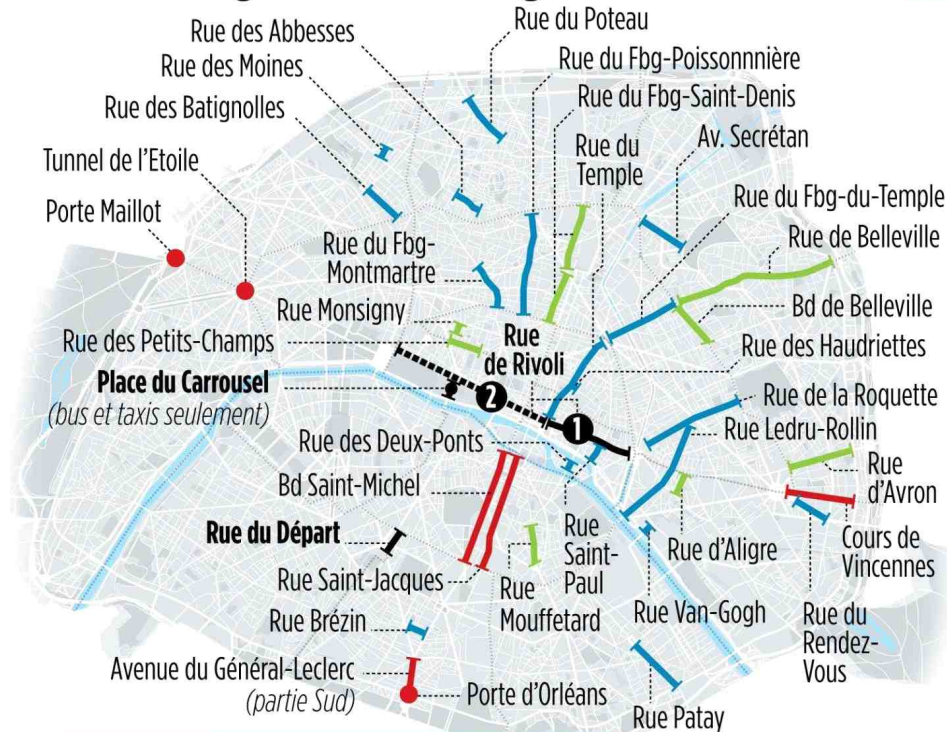 Rue du Poteau
Rue des Abbesses
Rue du Fbg-Poissonnnière
Rue des Moines
Rue du Fbg-Saint-Denis
Rue des Batignolles
Rue du
Temple
Av. Secrétan
Tunnel de l'Etoile
Rue du Fbg-du-Temple
Porte Maillot
Rue de Belleville
Rue du Fbg-
Montmartre
Rue Monsigny
Bd de Belleville
Rue des Petits-Champs
Rue
de Rivoli
Rue des Haudriettes
Place du Carrousel
(bus et taxis seulement)
2
1
Rue de la Roquette
Rue des Deux-Ponts
Rue Ledru-Rollin
Bd Saint-Michel
Rue
d'Avron
Rue du Départ
Rue
Saint-
Paul
Rue d'Aligre
Cours de
Vincennes
Rue Saint-Jacques
Rue
Mouffetard
Rue Van-Gogh
Rue du
Rendez-
Vous
Rue Brézin
Avenue du Général-Leclerc
(partie Sud)
Porte d'Orléans
Rue Patay